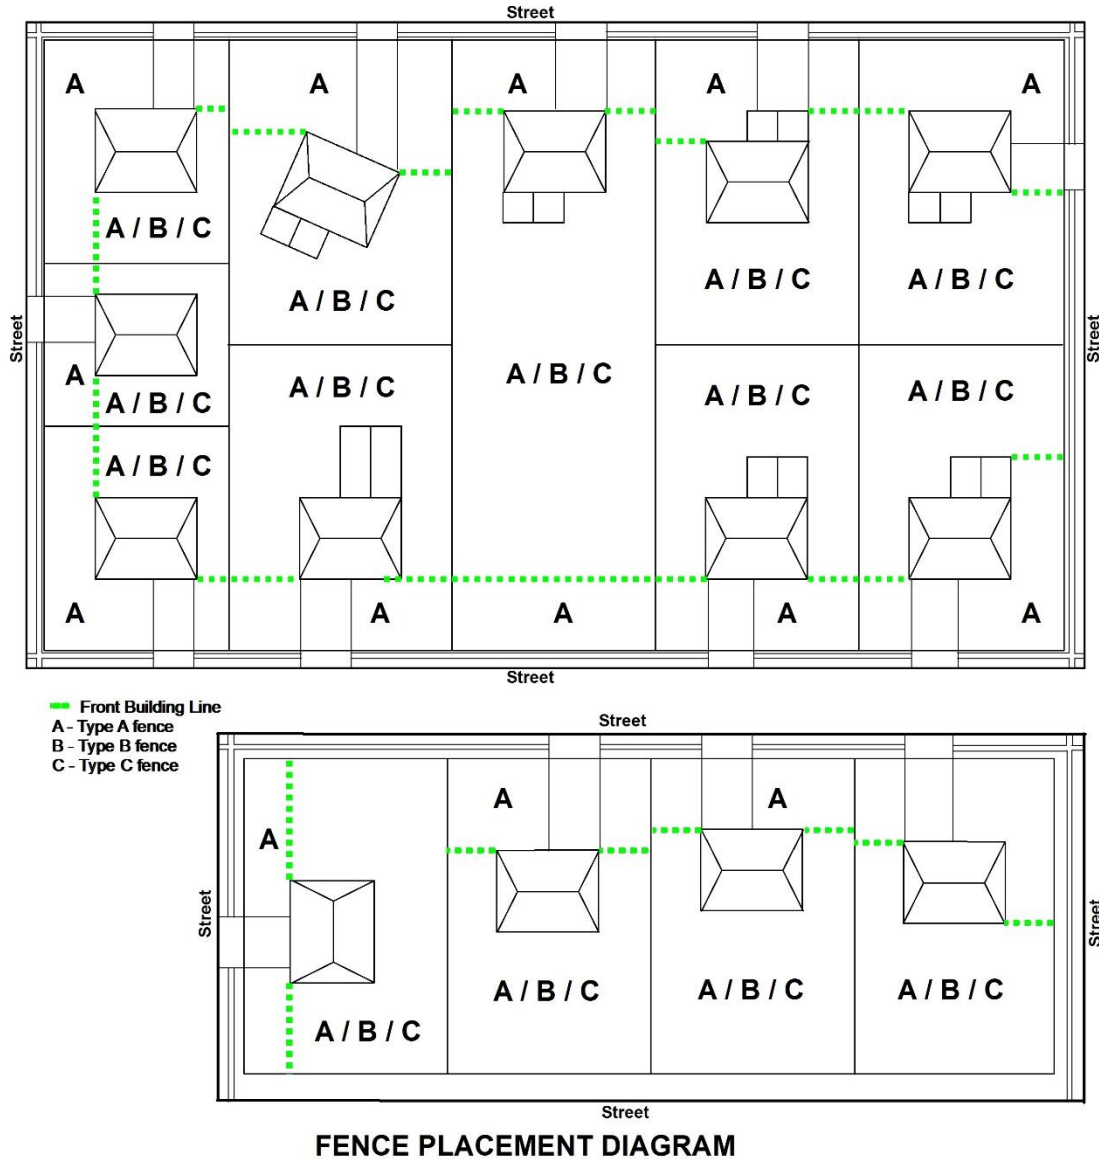 Street
A A A A A
A / B / C
A / B / C A / B / C A / B / C
Street Street
A
A / B / C A / B / C A / B / C A / B / C A / B / C
A / B / C
A A A A A
Street
Front Building Line
A - Type A fence
B - Type B fence
C - Type C fence
Street
A A
A
Street Street
A / B / C A / B / C A / B / C
A / B / C
Street
FENCE PLACEMENT DIAGRAM